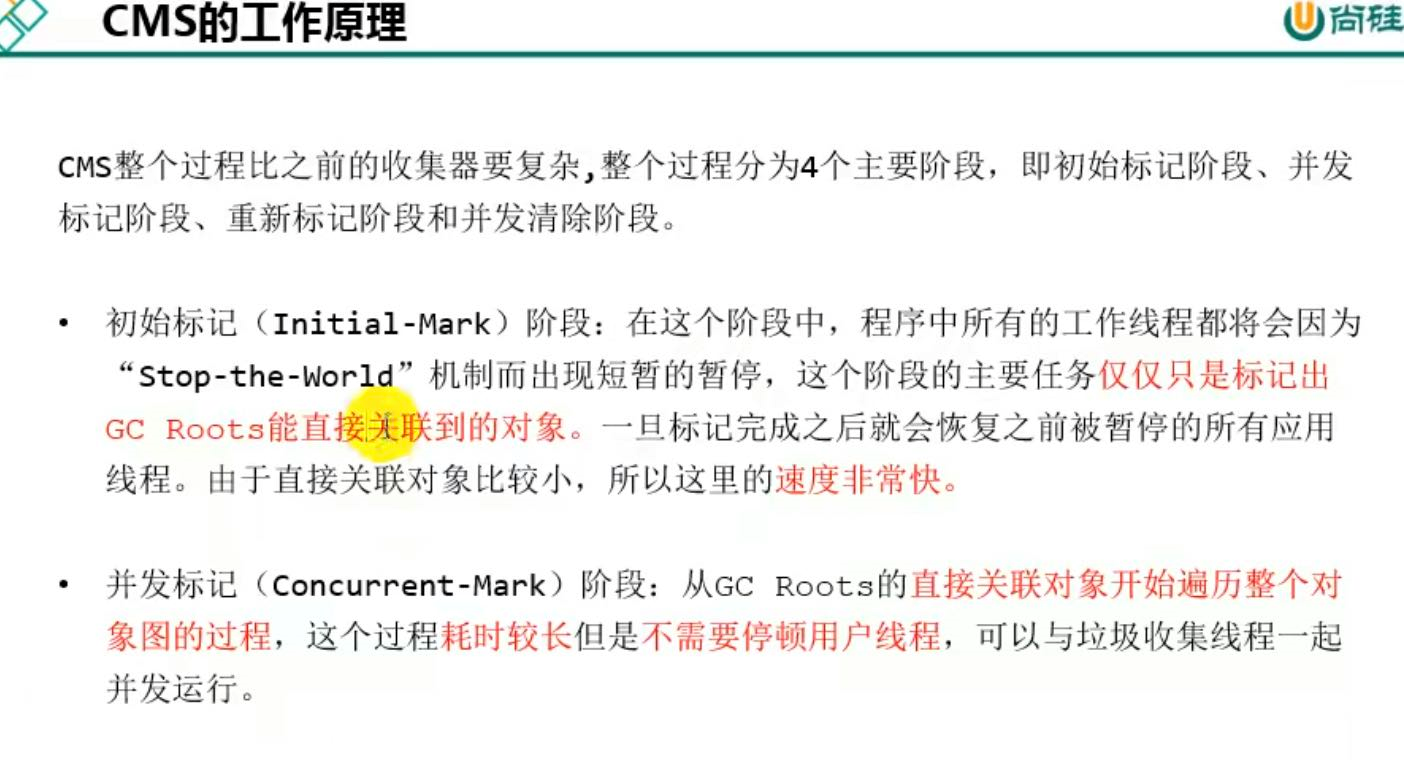 CMS的工作原理
尚硅
CMS整个过程比之前的收集器要复杂,整个过程分为4个主要阶段，即初始标记阶段、并发
标记阶段、重新标记阶段和并发清除阶段。
• 初始标记（Initial-Mark）阶段：在这个阶段中，程序中所有的工作线程都将会因为
“Stop-the-World”机制而出现短暂的暂停，这个阶段的主要任务仅仅只是标记出
GC Roots能直接关联到的对象。一旦标记完成之后就会恢复之前被暂停的所有应用
线程。由于直接关联对象比较小，所以这里的速度非常快。
• 并发标记（Concurrent-Mark）阶段：从GC Roots的直接关联对象开始遍历整个对
象图的过程，这个过程耗时较长但是不需要停顿用户线程，可以与垃圾收集线程一起
并发运行。